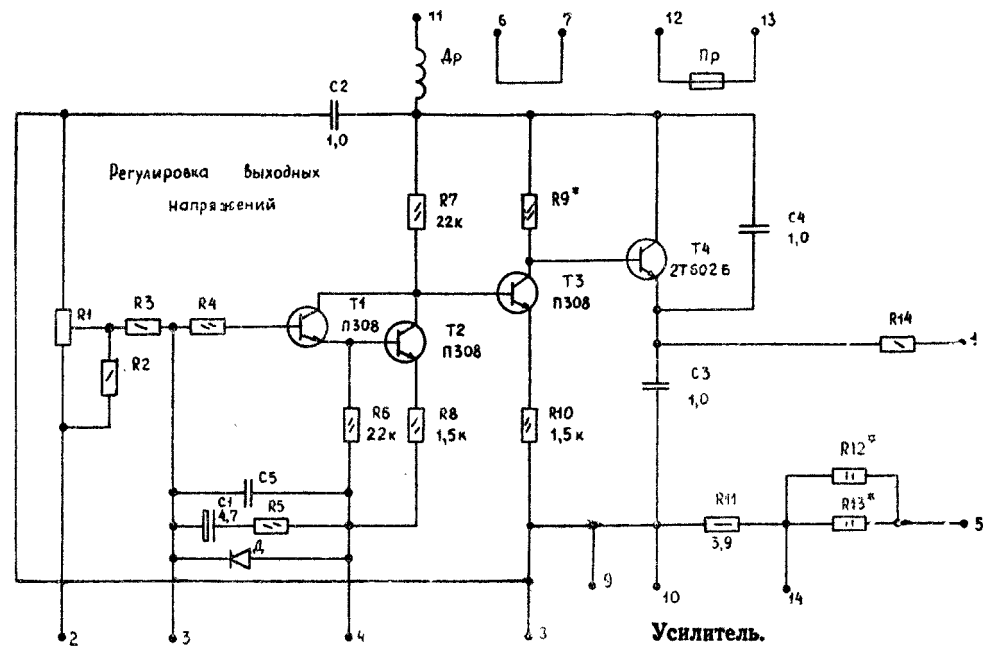 11
6
7
12
13
Др
Пр
C2
1,0
Регулировка выходных
напряжений
R7
22к
R9*
C4
1,0
T4
2Т602Б
T3
П308
T1
П308
T2
П308
R1
R3
R4
R2
R14
1
C3
1,0
R6
22к
R8
1,5к
R10
1,5к
R12*
C5
C1
4,7
R5
R11
3,9
R13*
5
Д
9
10
14
2
3
4
Усилитель.